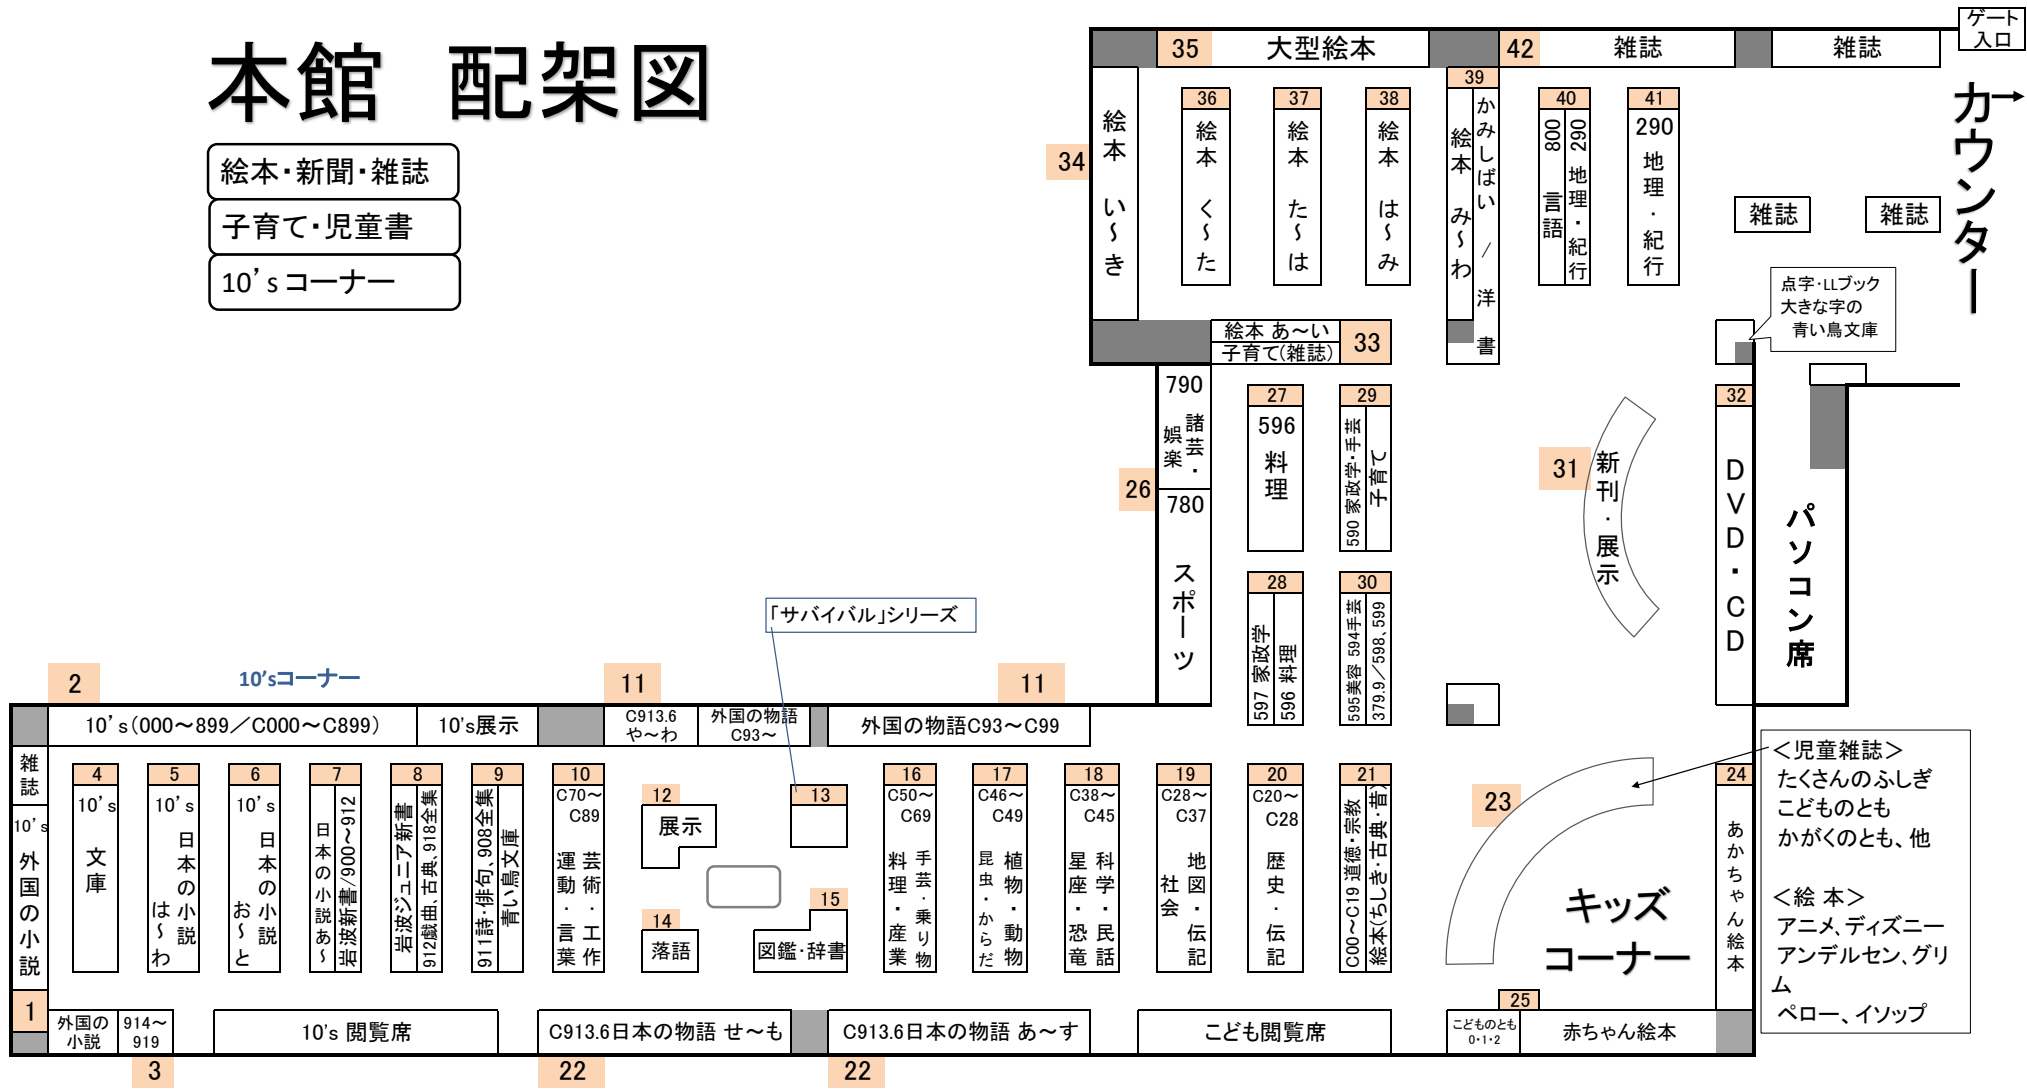 本館 配架図
絵本・新聞・雑誌
子育て・児童書
10’sコーナー
ゲート
入口
カウンター
35 大型絵本
42 雑誌
雑誌
34
絵本 い～き
36
絵本 く～た
37
絵本 た～は
38
絵本 は～み
39
絵本 み～わ
かみしばい / 洋書
40
800 言語
290 地理・紀行
41
290 地理・紀行
雑誌
雑誌
点字・LLブック
大きな字の
青い鳥文庫
絵本 あ～い
子育て(雑誌)
33
26
790 諸芸・娯楽
780 スポーツ
27
596 料理
29
590 家政学・手芸
子育て
28
597 家政学
596 料理
30
595美容 594手芸
379.9／598、599
31
新刊・展示
32
DVD・CD
パソコン席
「サバイバル」シリーズ
2
10'sコーナー
11
11
10’s(000～899／C000～C899)
10's展示
C913.6
や～わ
外国の物語
C93～
外国の物語C93～C99
雑誌
10’s 外国の小説
1
4
10’s 文庫
5
10’s 日本の小説 は～わ
6
10’s 日本の小説 お～と
7
日本の小説 あ～
岩波新書/900～912
8
岩波ジュニア新書
912戯曲、古典、918全集
9
911詩・俳句、908全集
青い鳥文庫
10
C70～
C89
芸術・工作
運動・言葉
12
展示
13
14
落語
15
図鑑・辞書
16
C50～
C69
手芸・乗り物
料理・産業
17
C46～
C49
植物・動物
昆虫・からだ
18
C38～
C45
科学・民話
星座・恐竜
19
C28～
C37
地図・伝記
社会
20
C20～
C28
歴史・伝記
21
C00～C19 道徳・宗教
絵本(ちしき・古典・昔)
23
キッズ
コーナー
24
あかちゃん絵本
＜児童雑誌＞
たくさんのふしぎ
こどものとも
かがくのとも、他
＜絵 本＞
アニメ、ディズニー
アンデルセン、グリ
ム
ペロー、イソップ
外国の
小説
914～
919
3
10’s 閲覧席
C913.6日本の物語 せ～も
22
C913.6日本の物語 あ～す
22
こども閲覧席
25
こどものとも
0・1・2
赤ちゃん絵本